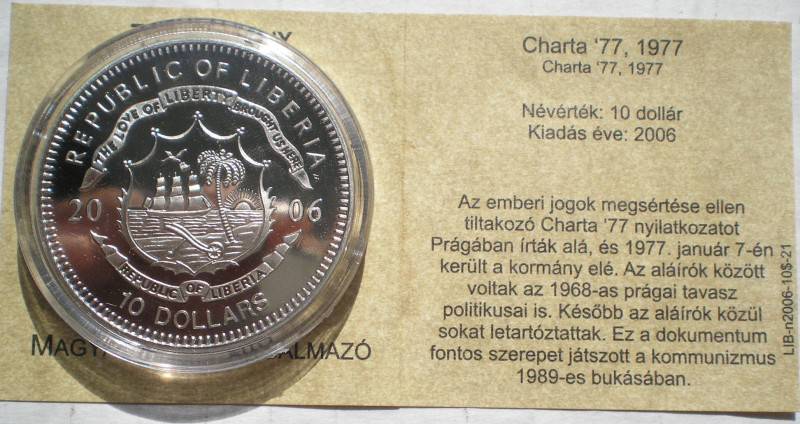 REPUBLIC OF LIBERIA
THE LOVE OF LIBERTY BROUGHT US HERE
20 06
REPUBLIC OF LIBERIA
10 DOLLARS
Charta '77, 1977
Charta '77, 1977
Névérték: 10 dollár
Kiadás éve: 2006
Az emberi jogok megsértése ellen
tiltakozó Charta '77 nyilatkozatot
Prágában írták alá, és 1977. január 7-én
került a kormány elé. Az aláírók között
voltak az 1968-as prágai tavasz
politikusai is. Később az aláírók közül
sokat letartóztattak. Ez a dokumentum
fontos szerepet játszott a kommunizmus
1989-es bukásában.
LIB-n2006-10$-21